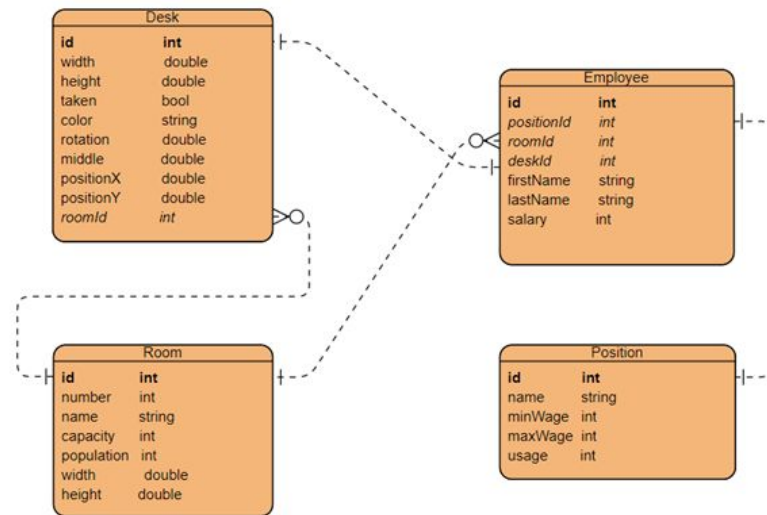 Desk
id int
width double
height double
taken bool
color string
rotation double
middle double
positionX double
positionY double
roomId int
Employee
id int
positionId int
roomId int
deskId int
firstName string
lastName string
salary int
Room
id int
number int
name string
capacity int
population int
width double
height double
Position
id int
name string
minWage int
maxWage int
usage int